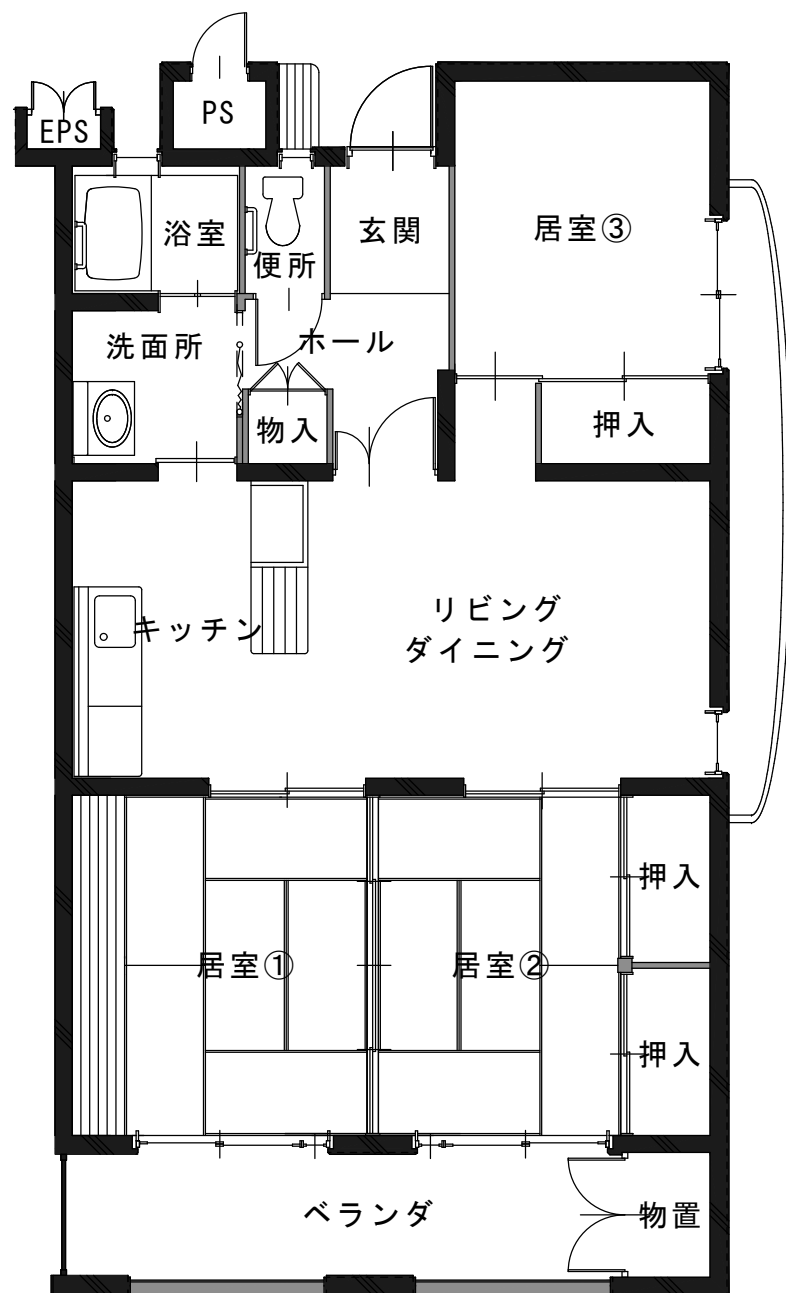 PS
EPS
浴室
便所
玄関
居室③
洗面所
ホール
物入
押入
キッチン
リビング
ダイニング
押入
居室①
居室②
押入
ベランダ
物置